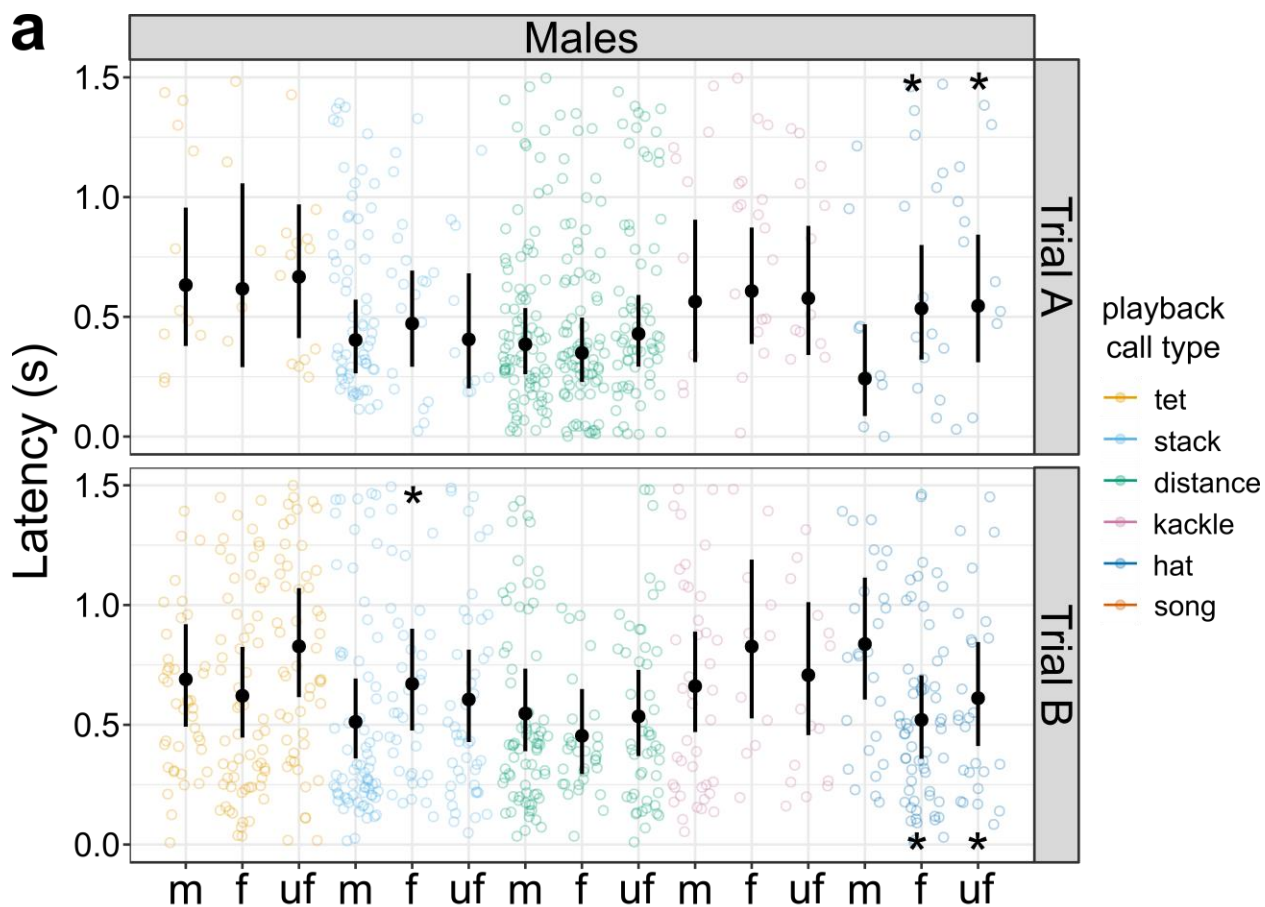 a
Males
1.5
1.0
0.5
0.0
* *
Trial A
Latency (s)
1.5
1.0
0.5
0.0
*
* *
Trial B
m f uf m f uf m f uf m f uf m f uf
playback
call type
tet
stack
distance
kackle
hat
song